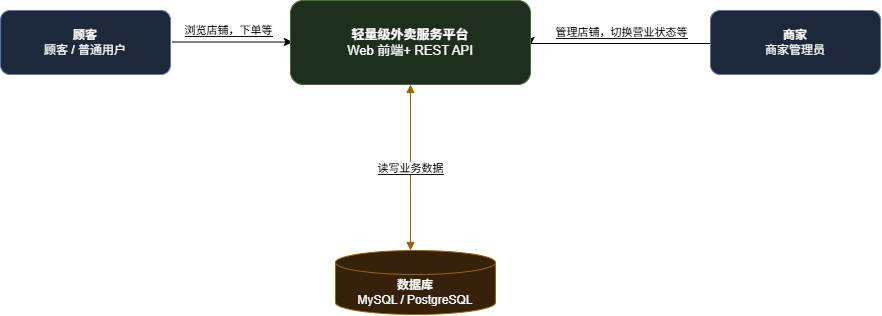 顾客
顾客 / 普通用户
浏览店铺，下单等
轻量级外卖服务平台
Web 前端+ REST API
管理店铺，切换营业状态等
商家
商家管理员
读写业务数据
数据库
MySQL / PostgreSQL